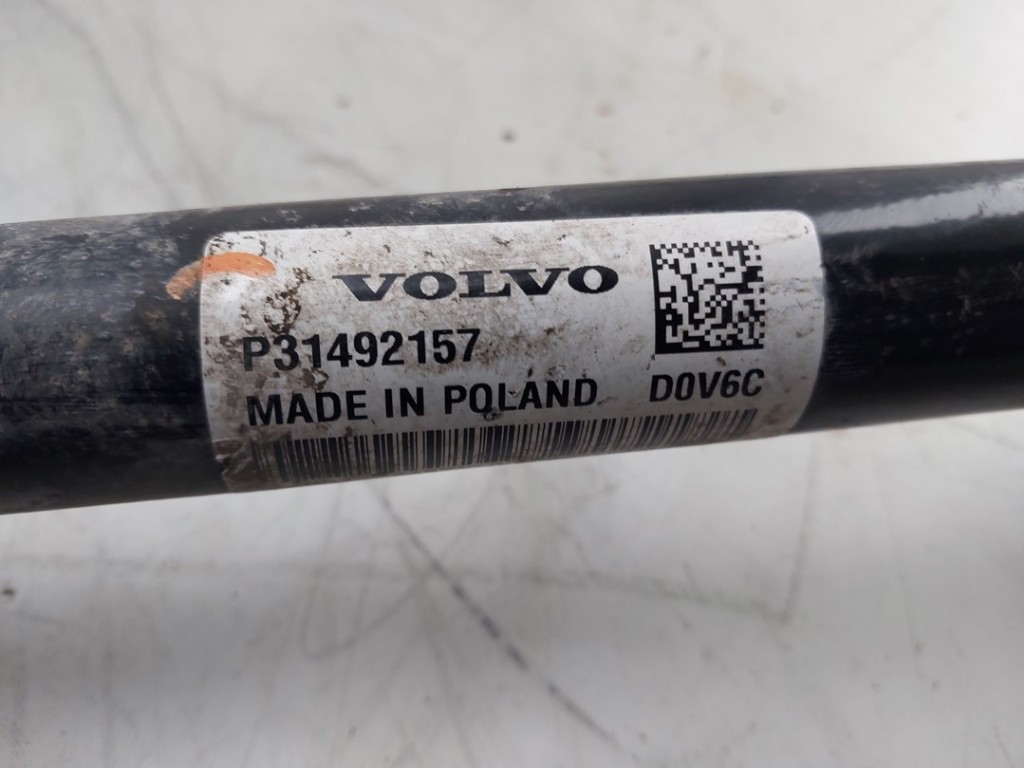 VOLVO
P31492157
MADE IN POLAND
D0V6C